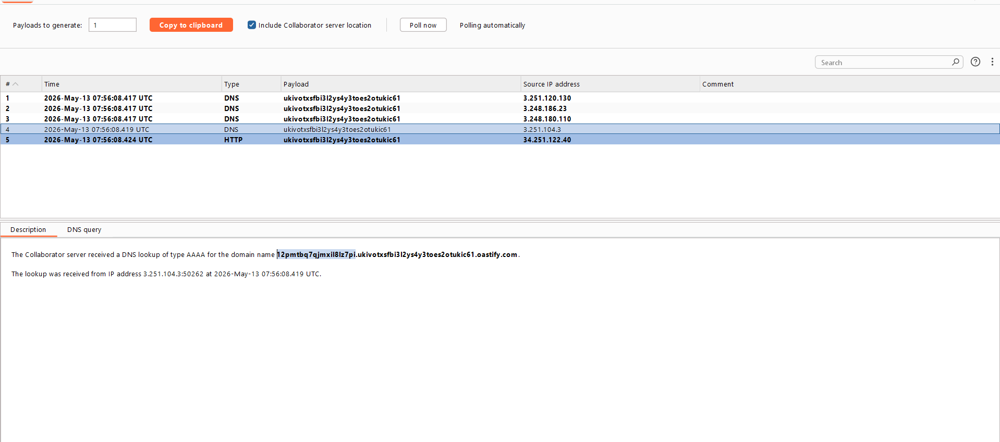 Payloads to generate: 1 Copy to clipboard Include Collaborator server location Poll now Polling automatically
Search
# Time Type Payload Source IP address Comment
1 2026-May-13 07:56:08.417 UTC DNS ukivotxsfbi3l2ys4y3toes2otukic61 3.251.120.130
2 2026-May-13 07:56:08.417 UTC DNS ukivotxsfbi3l2ys4y3toes2otukic61 3.248.186.23
3 2026-May-13 07:56:08.417 UTC DNS ukivotxsfbi3l2ys4y3toes2otukic61 3.248.180.110
4 2026-May-13 07:56:08.419 UTC DNS ukivotxsfbi3l2ys4y3toes2otukic61 3.251.104.3
5 2026-May-13 07:56:08.424 UTC HTTP ukivotxsfbi3l2ys4y3toes2otukic61 34.251.122.40
Description DNS query
The Collaborator server received a DNS lookup of type AAAA for the domain name 12pmtbq7qjmxil8lz7pi.ukivotxsfbi3l2ys4y3toes2otukic61.oastify.com.
The lookup was received from IP address 3.251.104.3:50262 at 2026-May-13 07:56:08.419 UTC.